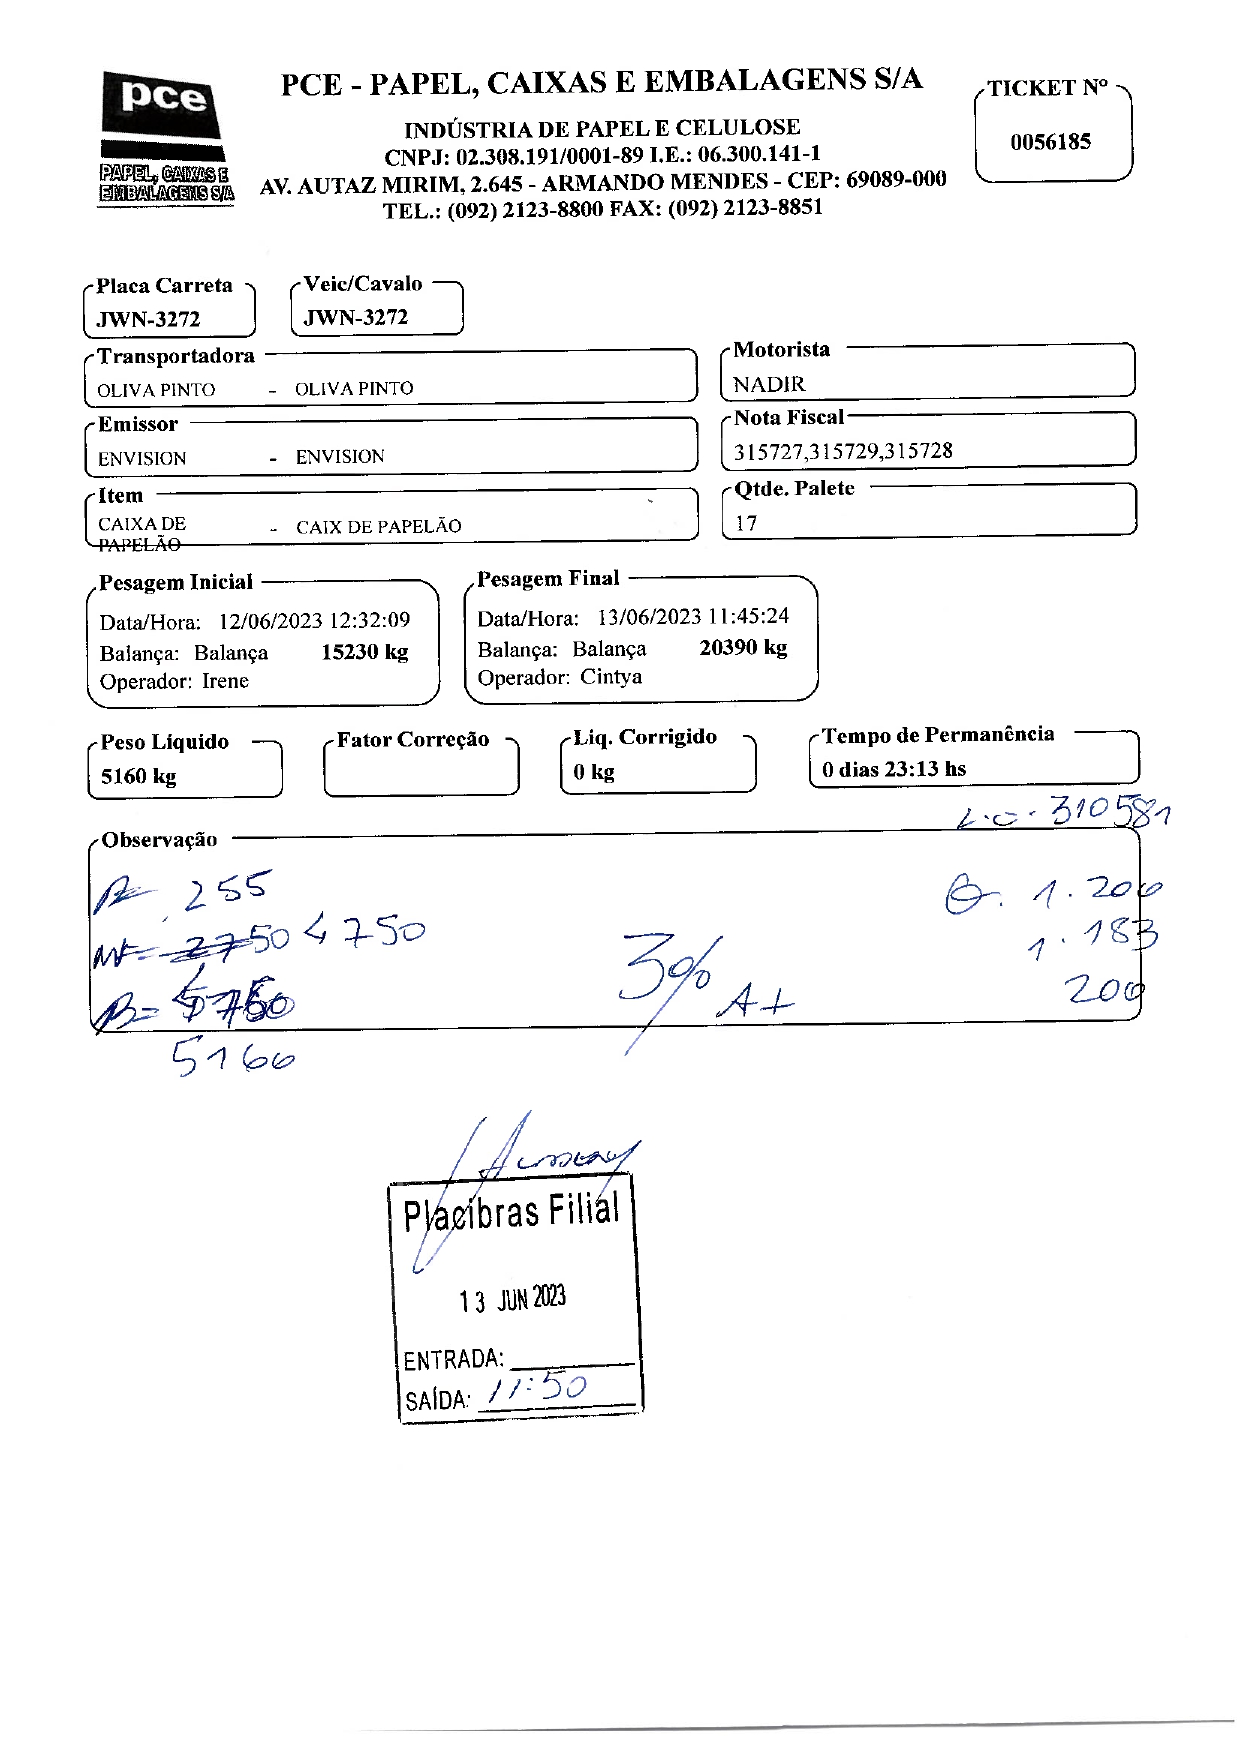 pce
PAPEL, CAIXAS E
EMBALAGENS S/A
PCE - PAPEL, CAIXAS E EMBALAGENS S/A
INDÚSTRIA DE PAPEL E CELULOSE
CNPJ: 02.308.191/0001-89 I.E.: 06.300.141-1
AV. AUTAZ MIRIM, 2.645 - ARMANDO MENDES - CEP: 69089-000
TEL.: (092) 2123-8800 FAX: (092) 2123-8851
TICKET Nº
0056185
Placa Carreta
JWN-3272
Veic/Cavalo
JWN-3272
Transportadora
OLIVA PINTO - OLIVA PINTO
Motorista
NADIR
Emissor
ENVISION - ENVISION
Nota Fiscal
315727,315729,315728
Item
CAIXA DE - CAIX DE PAPELÃO
PAPELÃO
Qtde. Palete
17
Pesagem Inicial
Data/Hora: 12/06/2023 12:32:09
Balança: Balança 15230 kg
Operador: Irene
Pesagem Final
Data/Hora: 13/06/2023 11:45:24
Balança: Balança 20390 kg
Operador: Cintya
Peso Líquido
5160 kg
Fator Correção
Liq. Corrigido
0 kg
Tempo de Permanência
0 dias 23:13 hs
310581
Observação
255
4750
5160
3%
1.200
1.183
200
Placibras Filial
13 JUN 2023
ENTRADA:
SAÍDA: 11:50